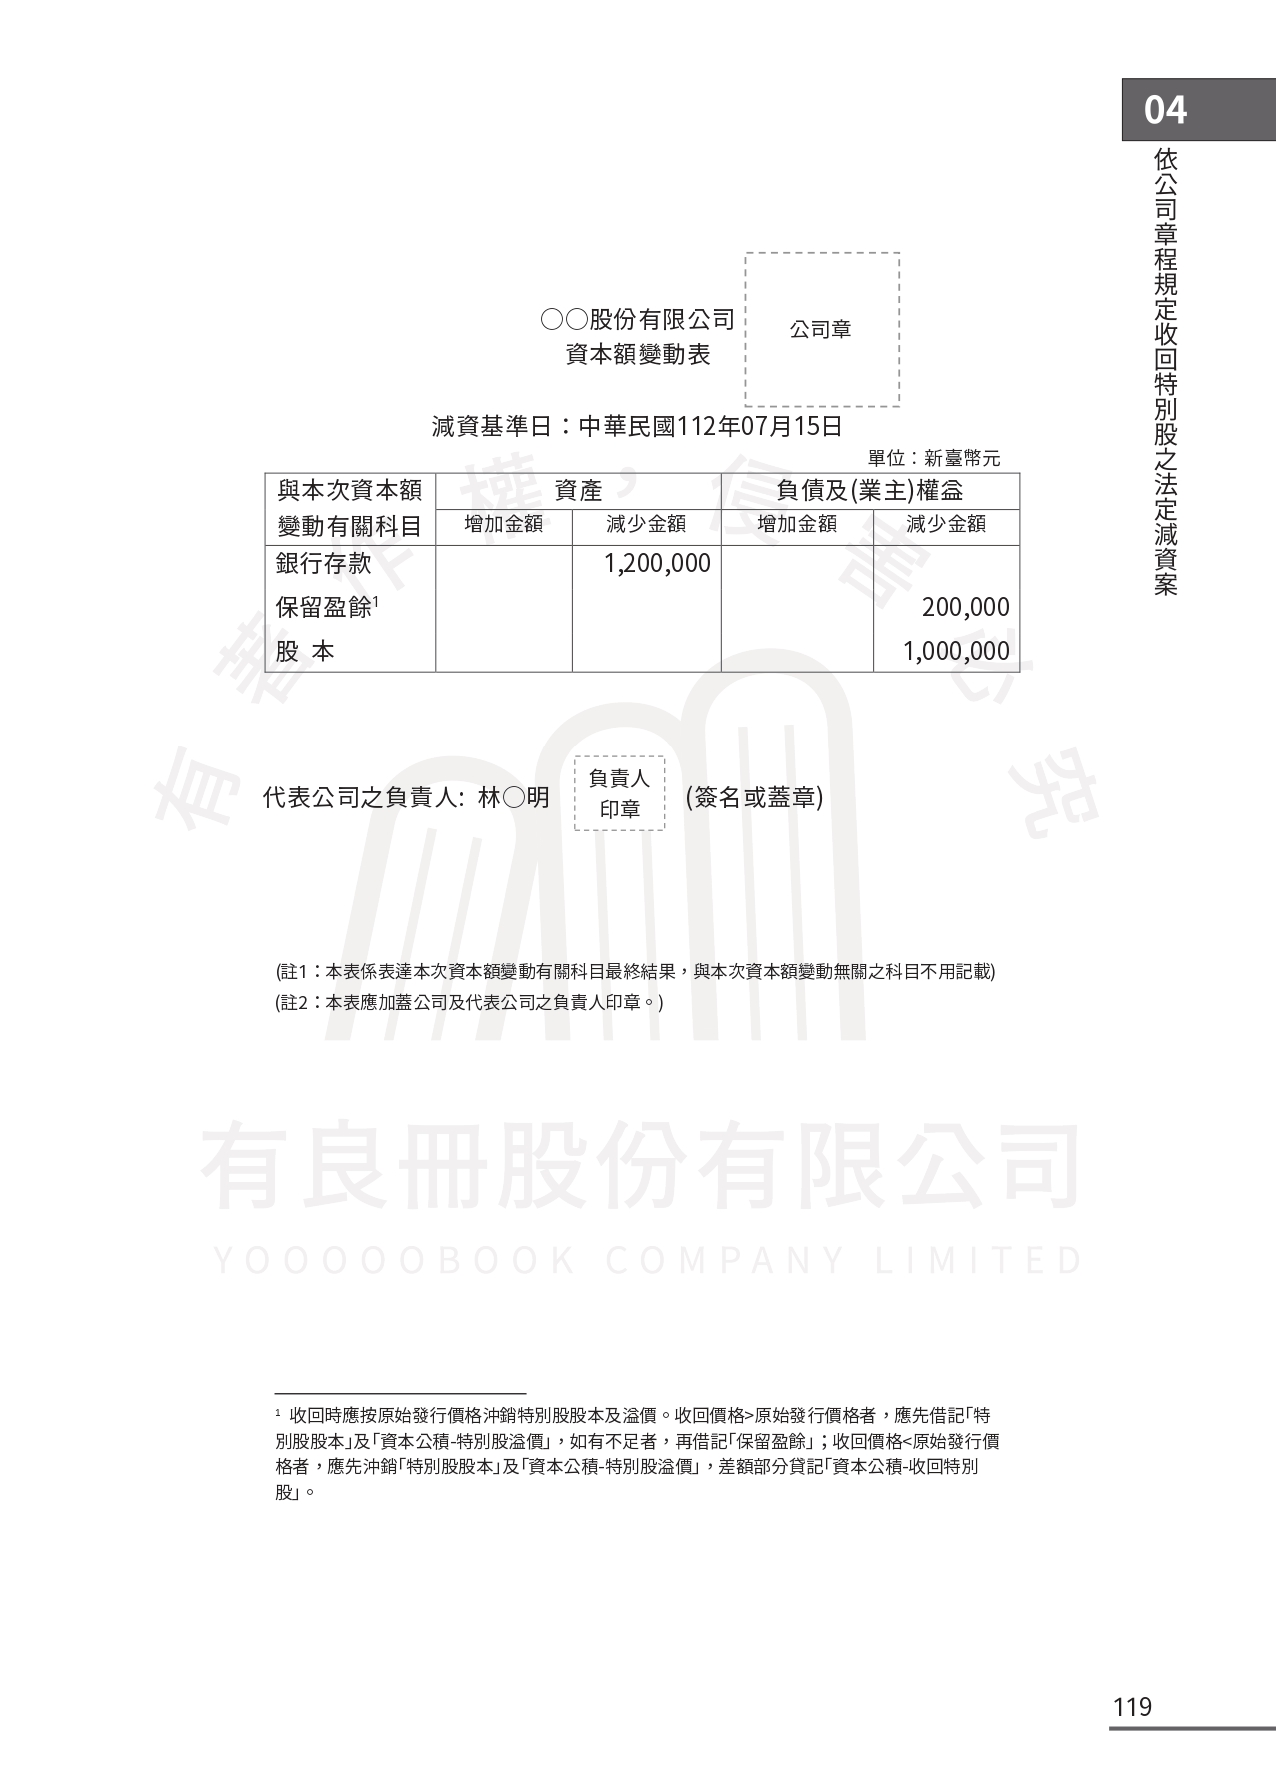 04
依公司章程規定收回特別股之法定減資案
○○股份有限公司
資本額變動表
公司章
減資基準日：中華民國112年07月15日
單位：新臺幣元
與本次資本額 資產 負債及(業主)權益
變動有關科目 增加金額 減少金額 增加金額 減少金額
銀行存款 1,200,000
保留盈餘1 200,000
股 本 1,000,000
代表公司之負責人: 林○明 (簽名或蓋章)
負責人
印章
(註1：本表係表達本次資本額變動有關科目最終結果，與本次資本額變動無關之科目不用記載)
(註2：本表應加蓋公司及代表公司之負責人印章。)
有著作權，侵害必究
有良冊股份有限公司
YOOOOOBOOK COMPANY LIMITED
1 收回時應按原始發行價格沖銷特別股股本及溢價。收回價格>原始發行價格者，應先借記「特
別股股本」及「資本公積-特別股溢價」，如有不足者，再借記「保留盈餘」；收回價格<原始發行價
格者，應先沖銷「特別股股本」及「資本公積-特別股溢價」，差額部分貸記「資本公積-收回特別
股」。
119